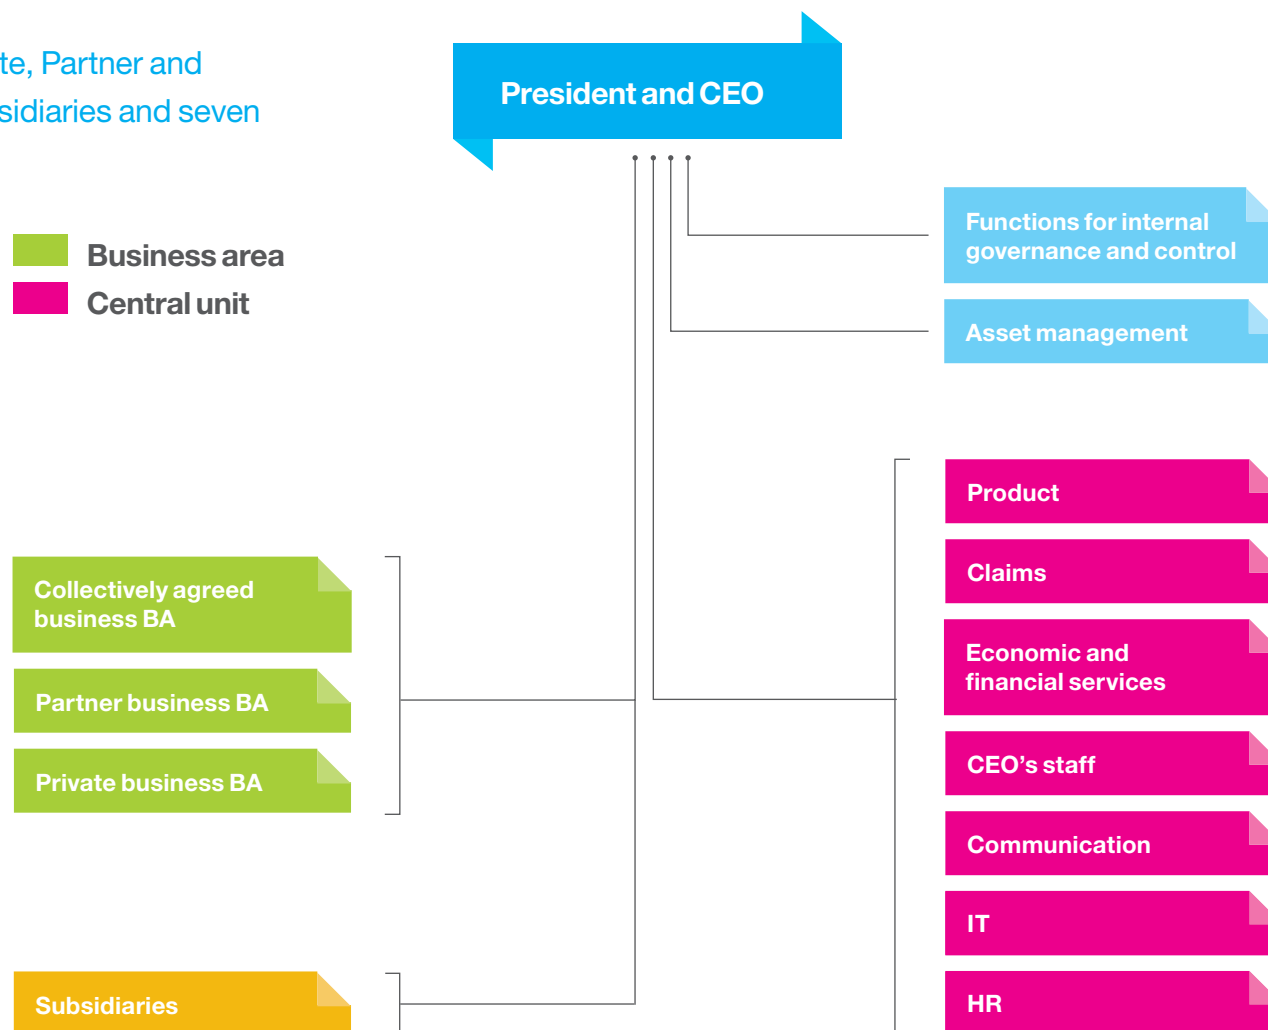 Partner and
sidiaries and seven
President and CEO
Business area
Central unit
Functions for internal
governance and control
Asset management
Collectively agreed
business BA
Partner business BA
Private business BA
Subsidiaries
Product
Claims
Economic and
financial services
CEO’s staff
Communication
IT
HR